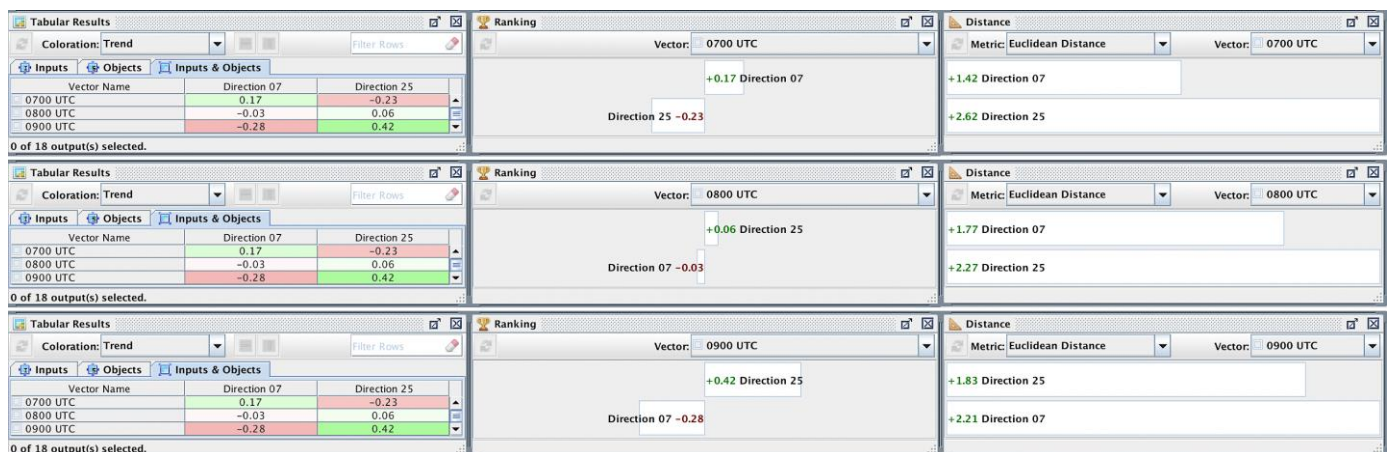 Tabular Results
Coloration: Trend
Filter Rows
Inputs Objects Inputs & Objects
Vector Name Direction 07 Direction 25
0700 UTC 0.17 −0.23
0800 UTC −0.03 0.06
0900 UTC −0.28 0.42
0 of 18 output(s) selected.
Ranking
Vector: 0700 UTC
+0.17 Direction 07
Direction 25 −0.23
Distance
Metric: Euclidean Distance Vector: 0700 UTC
+1.42 Direction 07
+2.62 Direction 25
Tabular Results
Coloration: Trend
Filter Rows
Inputs Objects Inputs & Objects
Vector Name Direction 07 Direction 25
0700 UTC 0.17 −0.23
0800 UTC −0.03 0.06
0900 UTC −0.28 0.42
0 of 18 output(s) selected.
Ranking
Vector: 0800 UTC
+0.06 Direction 25
Direction 07 −0.03
Distance
Metric: Euclidean Distance Vector: 0800 UTC
+1.77 Direction 07
+2.27 Direction 25
Tabular Results
Coloration: Trend
Filter Rows
Inputs Objects Inputs & Objects
Vector Name Direction 07 Direction 25
0700 UTC 0.17 −0.23
0800 UTC −0.03 0.06
0900 UTC −0.28 0.42
0 of 18 output(s) selected.
Ranking
Vector: 0900 UTC
+0.42 Direction 25
Direction 07 −0.28
Distance
Metric: Euclidean Distance Vector: 0900 UTC
+1.83 Direction 25
+2.21 Direction 07